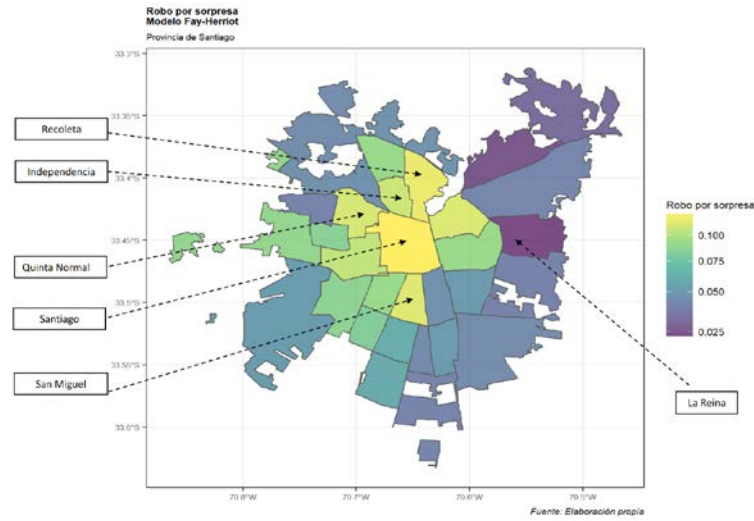 Robo por sorpresa
Modelo Fay-Herriot
Provincia de Santiago
33.3°S
33.35°S
33.4°S
33.45°S
33.5°S
33.55°S
33.6°S
70.8°W
70.7°W
70.6°W
70.5°W
Recoleta
Independencia
Quinta Normal
Santiago
San Miguel
La Reina
Robo por sorpresa
0.100
0.075
0.050
0.025
Fuente: Elaboración propia